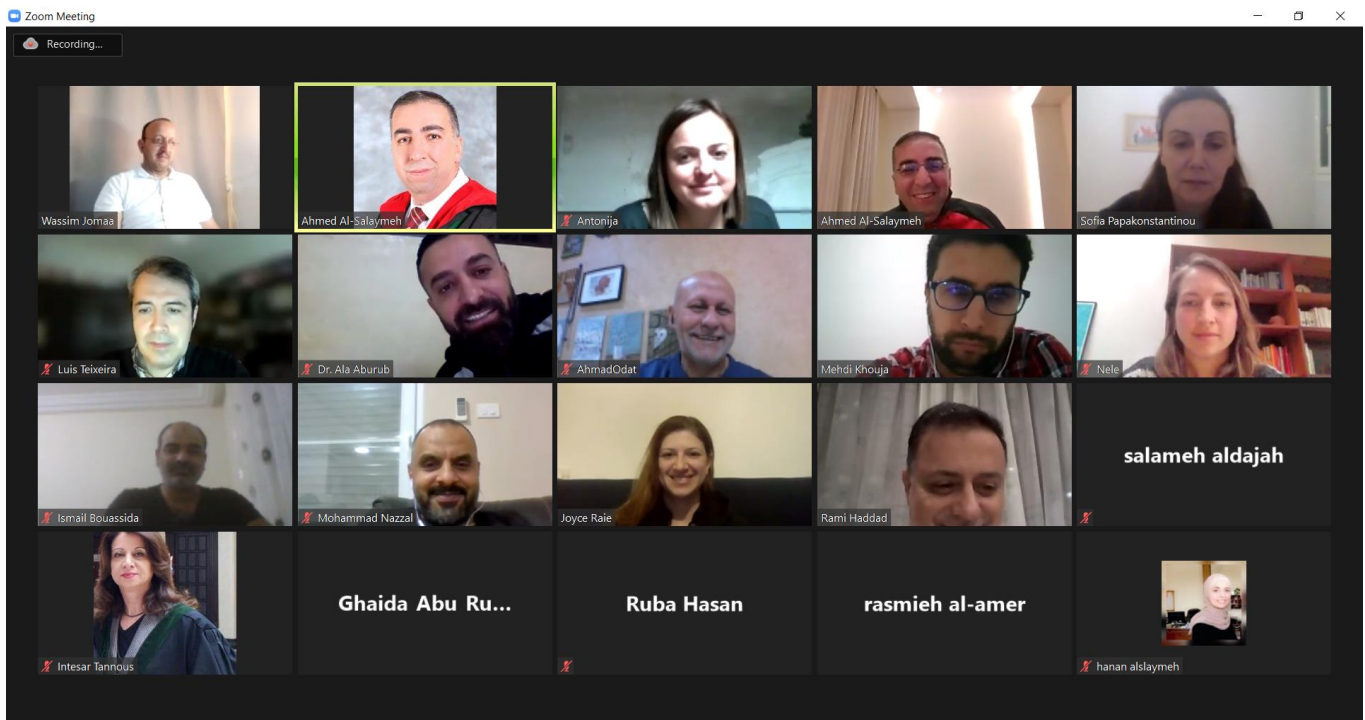 Zoom Meeting
Recording...
Wassim Jomaa
Ahmed Al-Salaymeh
Antonija
Ahmed Al-Salaymeh
Sofia Papakonstantinou
Luis Teixeira
Dr. Ala Aburub
AhmadOdat
Mehdi Khouja
Nele
Ismail Bouassida
Mohammad Nazzal
Joyce Raie
Rami Haddad
salameh aldajah
Intesar Tannous
Ghaida Abu Ru...
Ruba Hasan
rasmieh al-amer
hanan alslaymeh